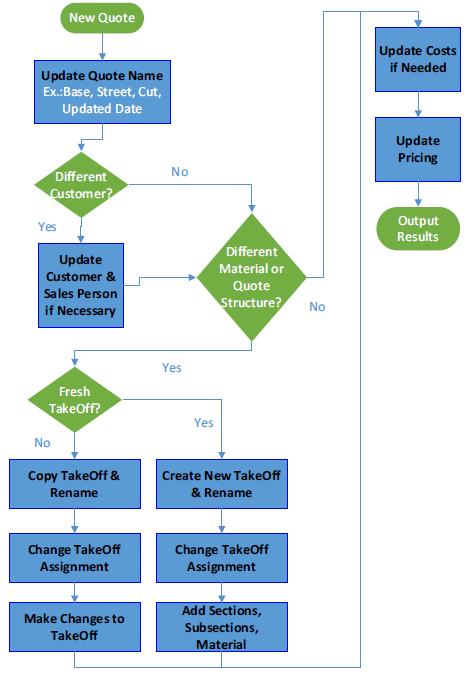 New Quote
Update Quote Name
Ex.:Base, Street, Cut,
Updated Date
Different
Customer?
No
Yes
Update
Customer &
Sales Person
if Necessary
Different
Material or
Quote
Structure?
No
Yes
Update Costs
if Needed
Update
Pricing
Output
Results
Fresh
TakeOff?
Yes
No
Copy TakeOff &
Rename
Change TakeOff
Assignment
Make Changes to
TakeOff
Create New TakeOff
& Rename
Change TakeOff
Assignment
Add Sections,
Subsections,
Material